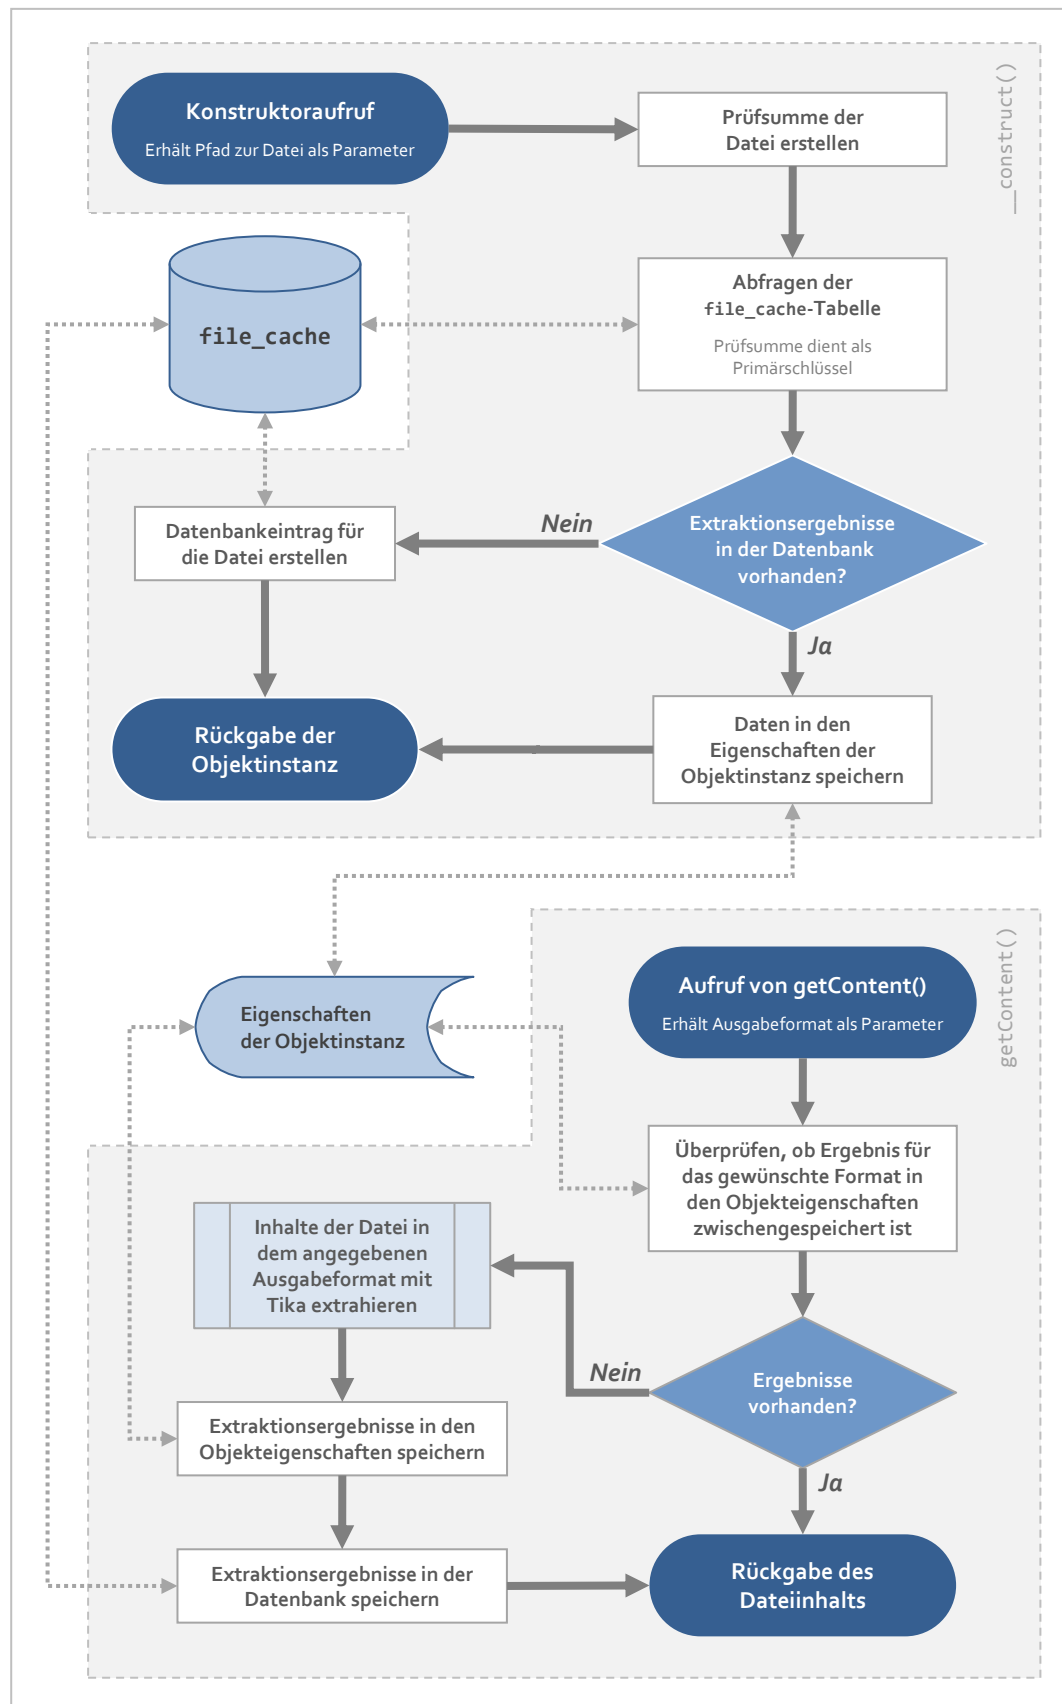 __construct()
Konstruktoraufruf
Erhält Pfad zur Datei als Parameter
Prüfsumme der
Datei erstellen
file_cache
Abfragen der
file_cache-Tabelle
Prüfsumme dient als
Primärschlüssel
Extraktionsergebnisse
in der Datenbank
vorhanden?
Nein
Datenbankeintrag für
die Datei erstellen
Ja
Rückgabe der
Objektinstanz
Daten in den
Eigenschaften der
Objektinstanz speichern
getContent()
Eigenschaften
der Objektinstanz
Aufruf von getContent()
Erhält Ausgabeformat als Parameter
Überprüfen, ob Ergebnis für
das gewünschte Format in
den Objekteigenschaften
zwischengespeichert ist
Inhalte der Datei in
dem angegebenen
Ausgabeformat mit
Tika extrahieren
Nein
Ergebnisse
vorhanden?
Extraktionsergebnisse in den
Objekteigenschaften speichern
Ja
Extraktionsergebnisse in der
Datenbank speichern
Rückgabe des
Dateiinhalts